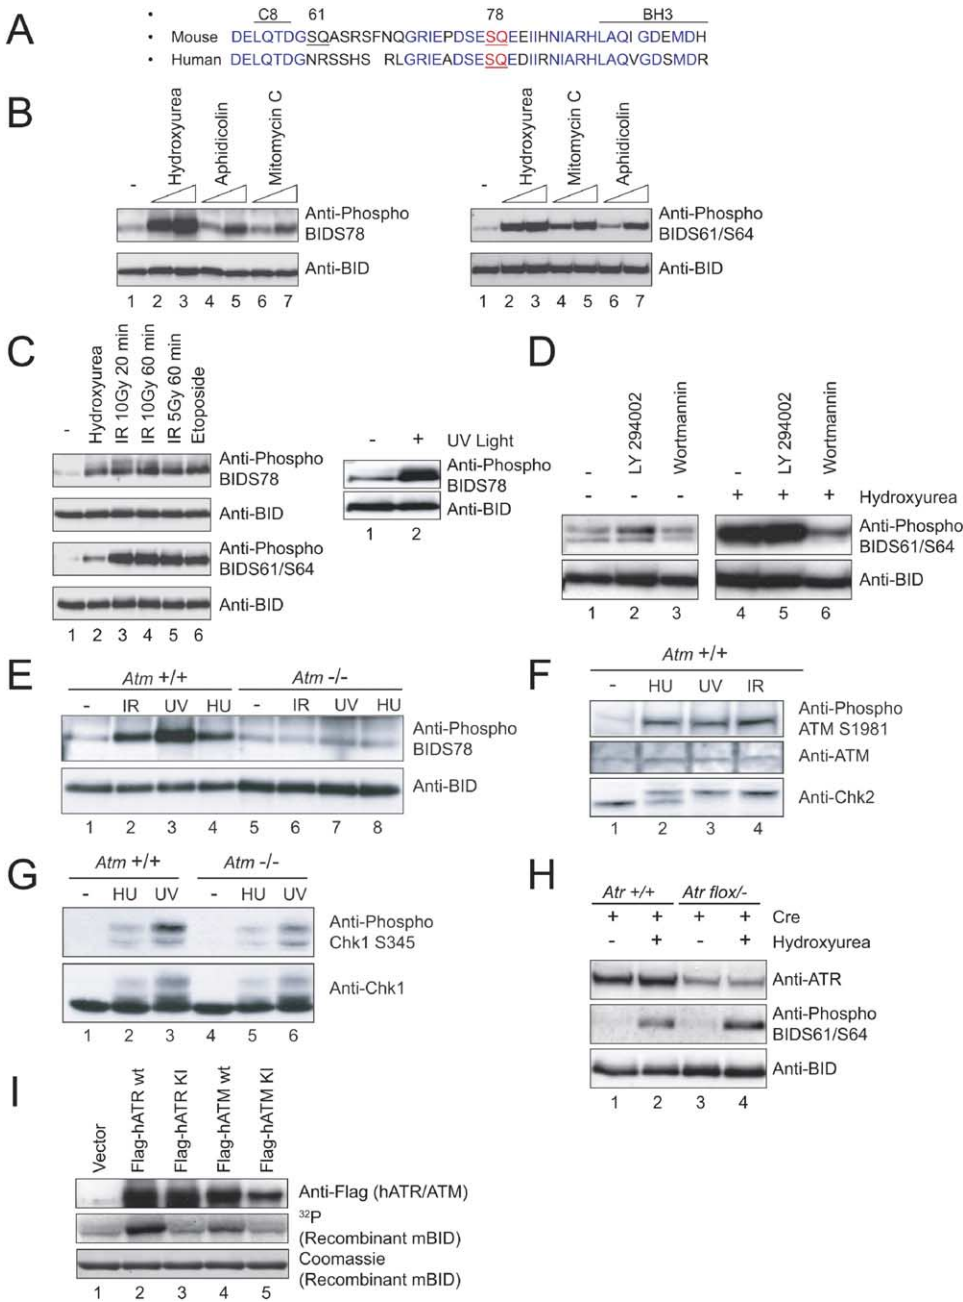 A
• C8 61 78 BH3
• Mouse DELQTDGSQASRSFNQGRIEPDSESQEEIIHNIARHLAQI GDEMDH
• Human DELQTDGNRSSHS RLGRIEADSESQEDIIRNIARHLAQVGDSMDR
B
- Hydroxyurea Aphidicolin Mitomycin C
Anti-Phospho
BIDS78
Anti-BID
1 2 3 4 5 6 7
- Hydroxyurea Mitomycin C Aphidicolin
Anti-Phospho
BIDS61/S64
Anti-BID
1 2 3 4 5 6 7
C
- Hydroxyurea IR 10Gy 20 min IR 10Gy 60 min IR 5Gy 60 min Etoposide
Anti-Phospho
BIDS78
Anti-BID
Anti-Phospho
BIDS61/S64
Anti-BID
1 2 3 4 5 6
- + UV Light
Anti-Phospho
BIDS78
Anti-BID
1 2
D
- LY 294002 Wortmannin - LY 294002 Wortmannin
- - - + + + Hydroxyurea
Anti-Phospho
BIDS61/S64
Anti-BID
1 2 3 4 5 6
E
Atm +/+ Atm -/-
- IR UV HU - IR UV HU
Anti-Phospho
BIDS78
Anti-BID
1 2 3 4 5 6 7 8
F
Atm +/+
- HU UV IR
Anti-Phospho
ATM S1981
Anti-ATM
Anti-Chk2
1 2 3 4
G
Atm +/+ Atm -/-
- HU UV - HU UV
Anti-Phospho
Chk1 S345
Anti-Chk1
1 2 3 4 5 6
H
Atr +/+ Atr flox/-
+ + + + Cre
- + - + Hydroxyurea
Anti-ATR
Anti-Phospho
BIDS61/S64
Anti-BID
1 2 3 4
I
Vector Flag-hATR wt Flag-hATR KI Flag-hATM wt Flag-hATM KI
Anti-Flag (hATR/ATM)
32P
(Recombinant mBID)
Coomassie
(Recombinant mBID)
1 2 3 4 5